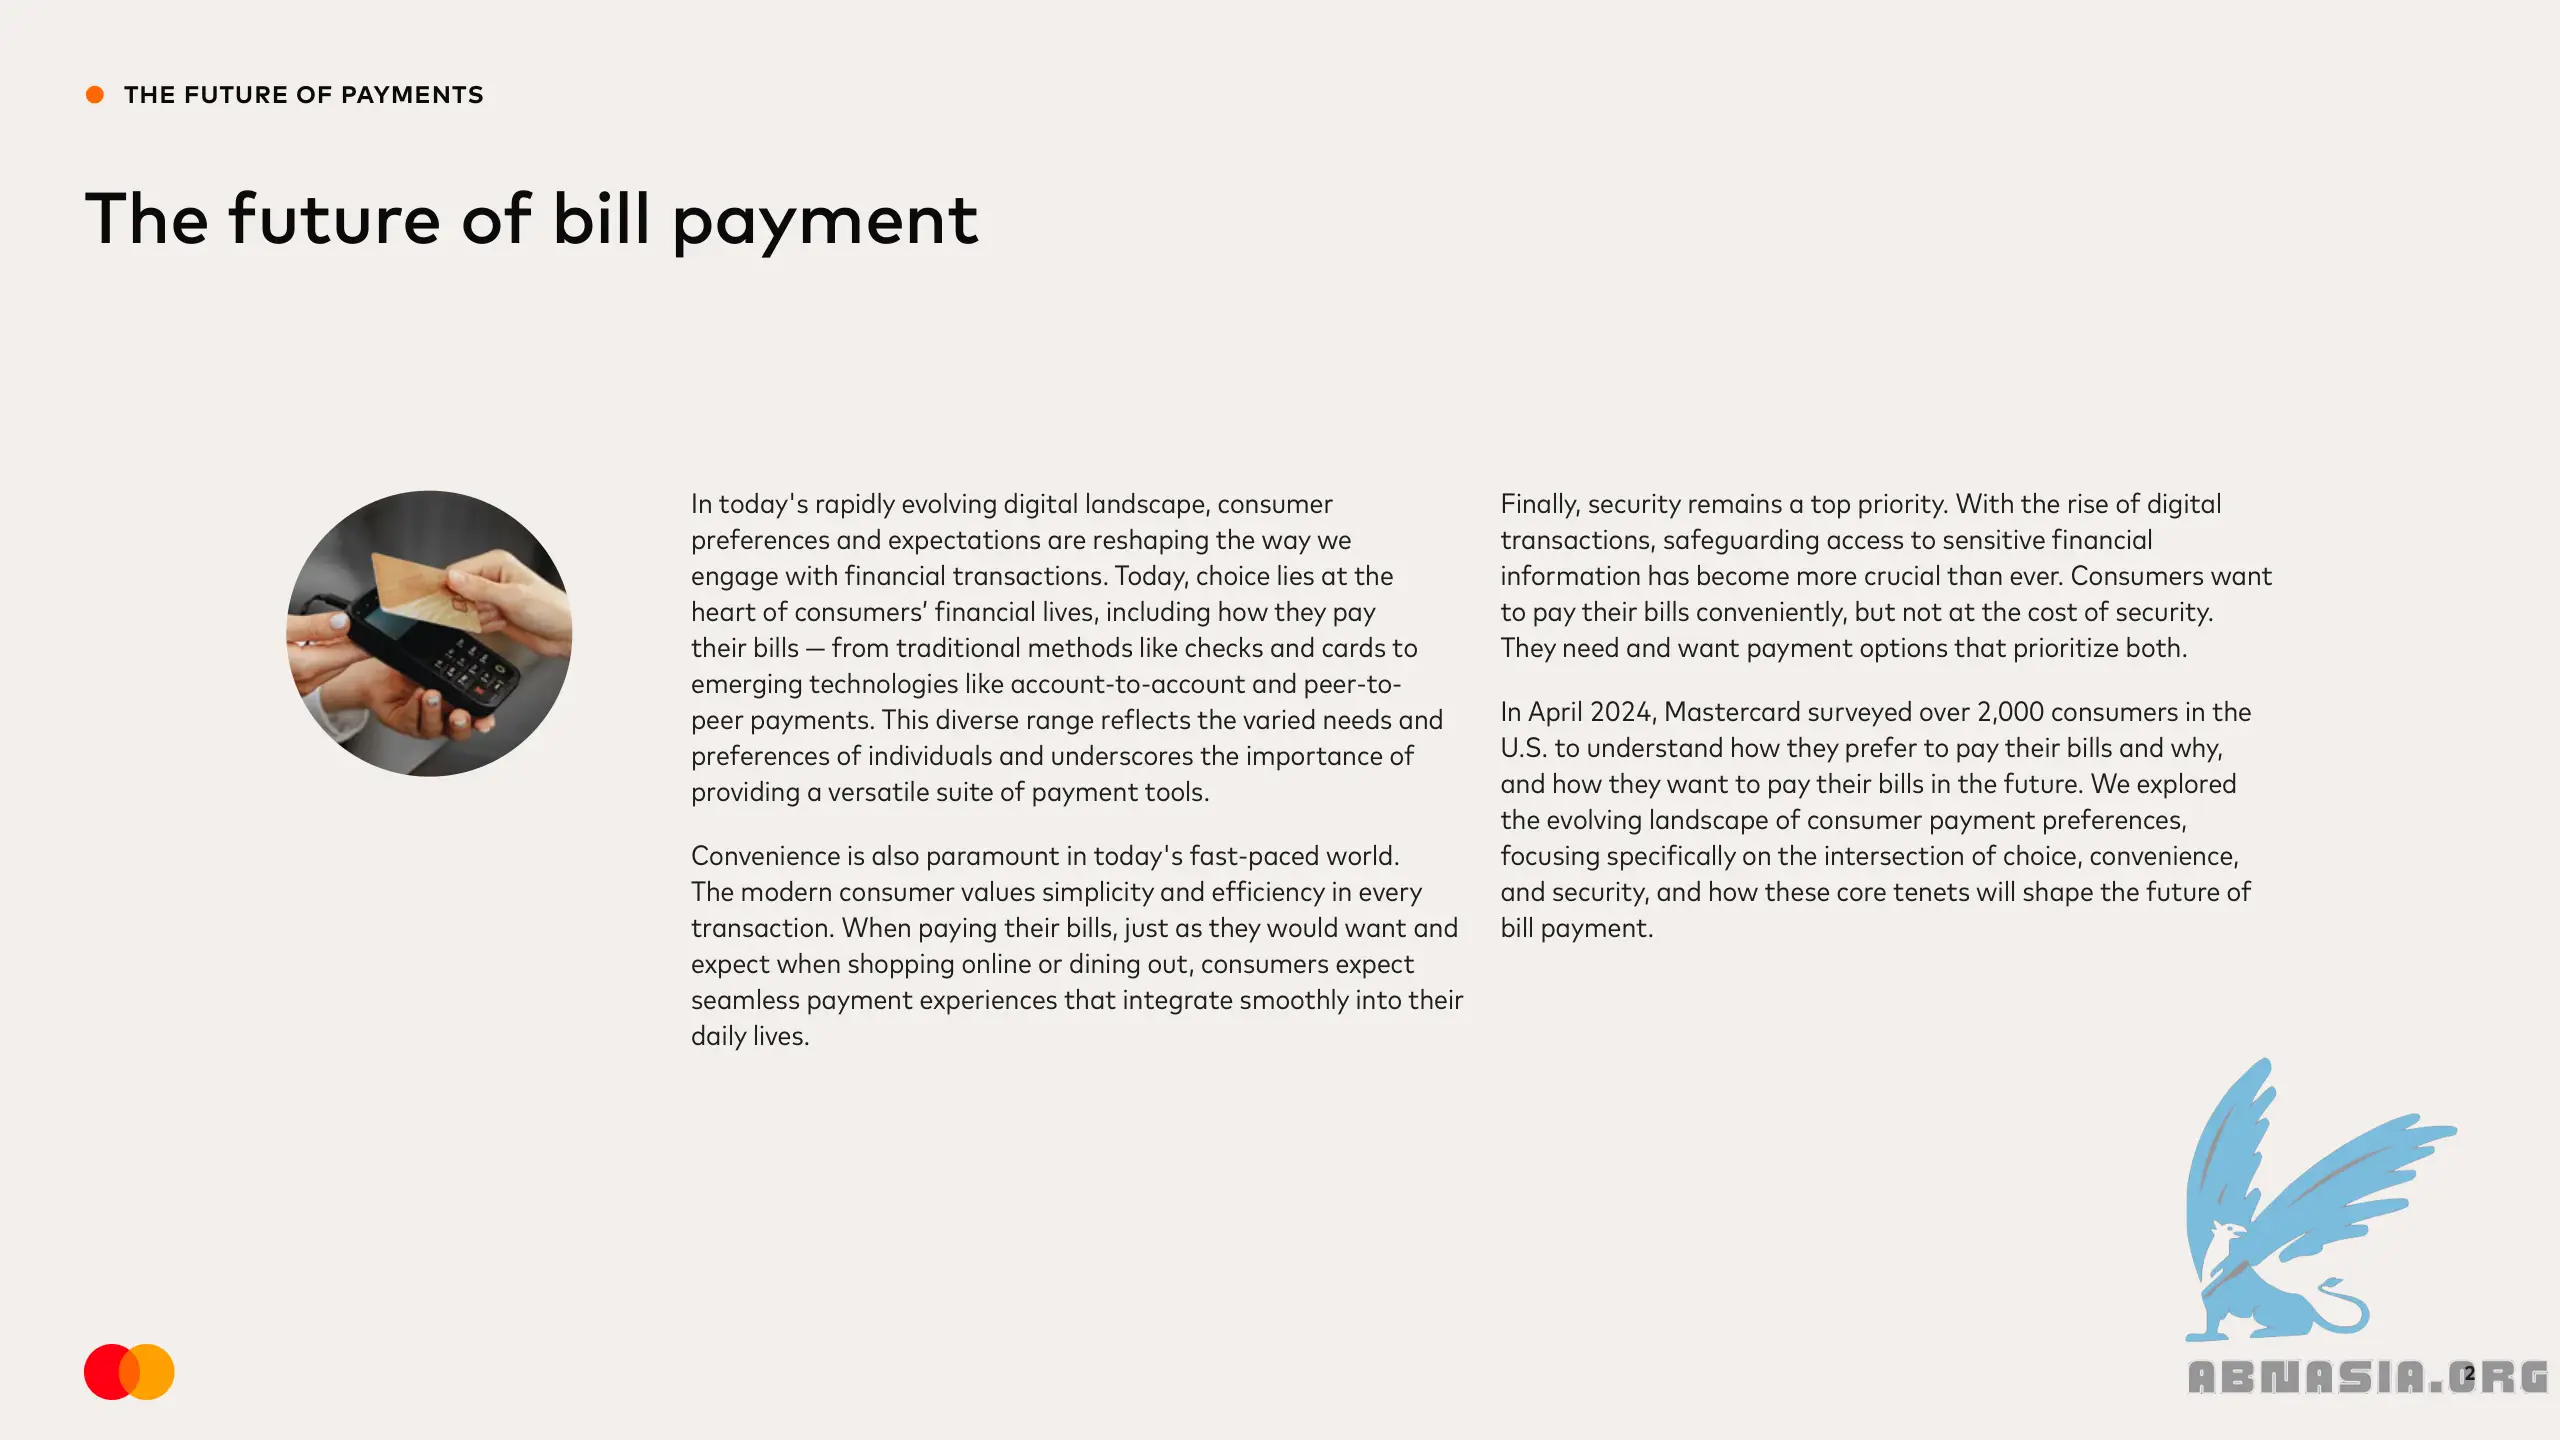 THE FUTURE OF PAYMENTS
The future of bill payment
In today's rapidly evolving digital landscape, consumer
preferences and expectations are reshaping the way we
engage with financial transactions. Today, choice lies at the
heart of consumers’ financial lives, including how they pay
their bills — from traditional methods like checks and cards to
emerging technologies like account-to-account and peer-to-
peer payments. This diverse range reflects the varied needs and
preferences of individuals and underscores the importance of
providing a versatile suite of payment tools.
Convenience is also paramount in today's fast-paced world.
The modern consumer values simplicity and efficiency in every
transaction. When paying their bills, just as they would want and
expect when shopping online or dining out, consumers expect
seamless payment experiences that integrate smoothly into their
daily lives.
Finally, security remains a top priority. With the rise of digital
transactions, safeguarding access to sensitive financial
information has become more crucial than ever. Consumers want
to pay their bills conveniently, but not at the cost of security.
They need and want payment options that prioritize both.
In April 2024, Mastercard surveyed over 2,000 consumers in the
U.S. to understand how they prefer to pay their bills and why,
and how they want to pay their bills in the future. We explored
the evolving landscape of consumer payment preferences,
focusing specifically on the intersection of choice, convenience,
and security, and how these core tenets will shape the future of
bill payment.
ABNASIA.ORG
2